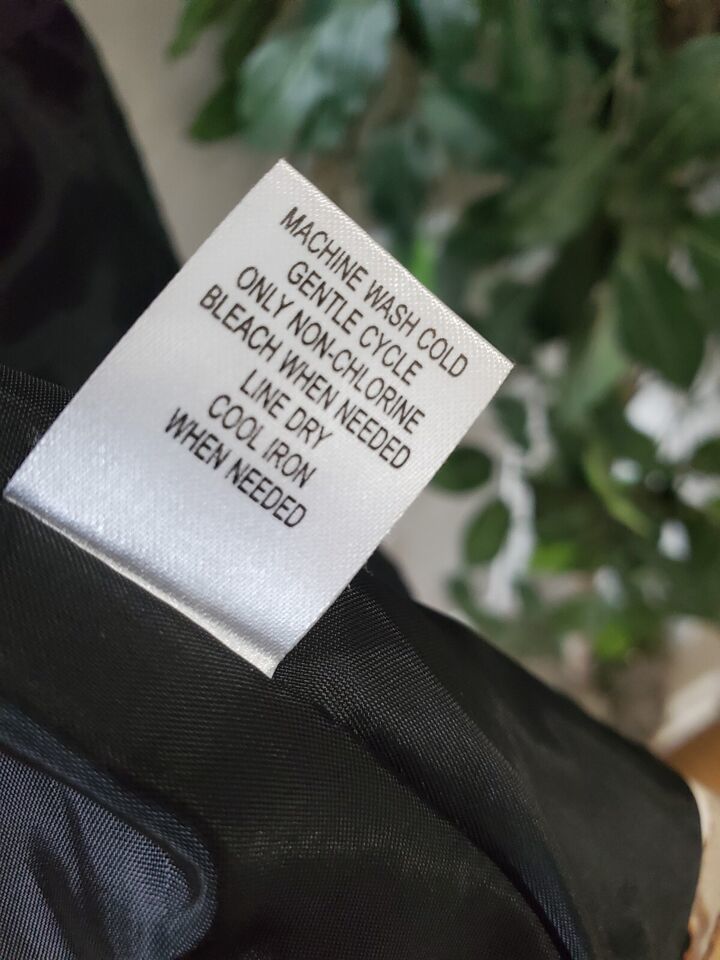 MACHINE WASH COLD
GENTLE CYCLE
ONLY NON-CHLORINE
BLEACH WHEN NEEDED
LINE DRY
COOL IRON
WHEN NEEDED